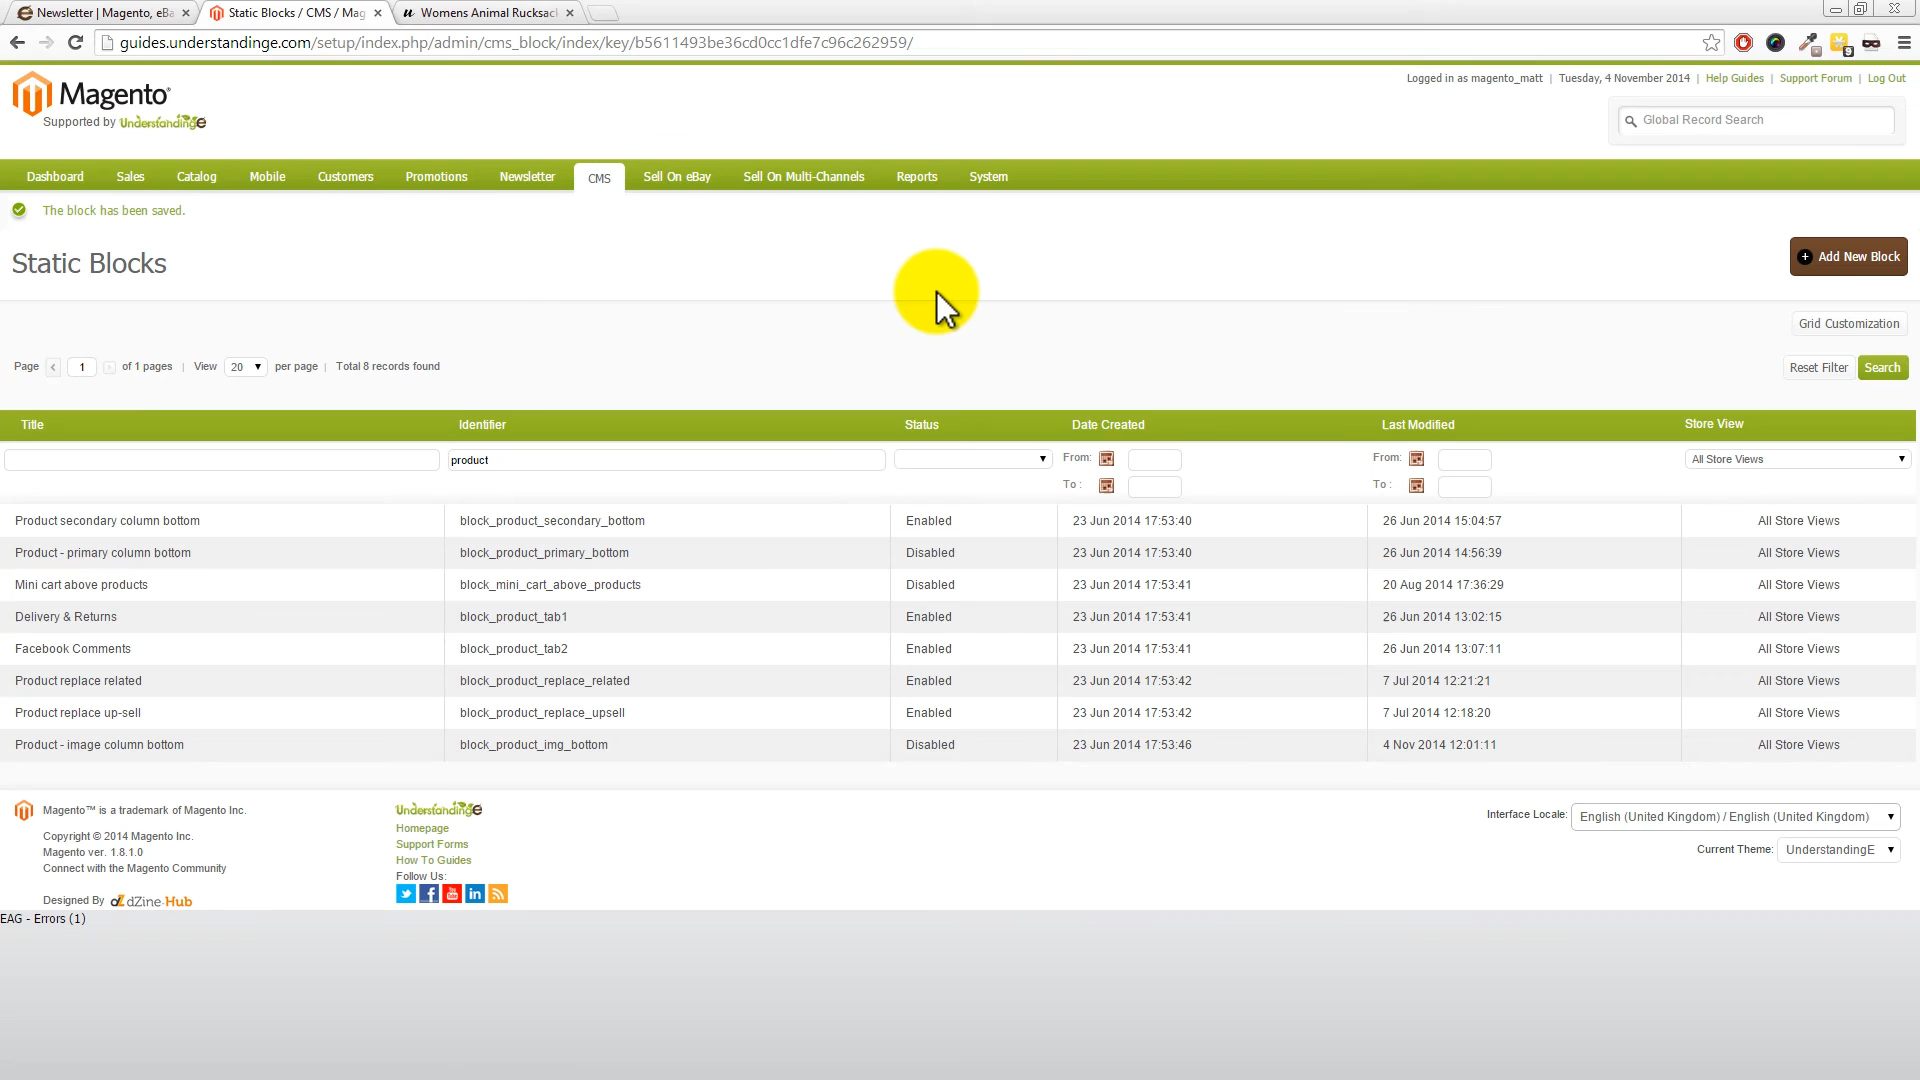 Newsletter | Magento, eBa
Static Blocks / CMS / Mag
Womens Animal Rucksac
guides.understandinge.com/setup/index.php/admin/cms_block/index/key/b5611493be36cd0cc1dfe7c96c262959/
Magento®
Supported by UnderstandingE
Logged in as magento_matt | Tuesday, 4 November 2014 | Help Guides | Support Forum | Log Out
Global Record Search
Dashboard Sales Catalog Mobile Customers Promotions Newsletter CMS Sell On eBay Sell On Multi-Channels Reports System
The block has been saved.
Static Blocks
Add New Block
Grid Customization
Page 1 of 1 pages | View 20 per page | Total 8 records found
Reset Filter Search
Title Identifier Status Date Created Last Modified Store View
product From: From: All Store Views
To : To :
Product secondary column bottom block_product_secondary_bottom Enabled 23 Jun 2014 17:53:40 26 Jun 2014 15:04:57 All Store Views
Product - primary column bottom block_product_primary_bottom Disabled 23 Jun 2014 17:53:40 26 Jun 2014 14:56:39 All Store Views
Mini cart above products block_mini_cart_above_products Disabled 23 Jun 2014 17:53:41 20 Aug 2014 17:36:29 All Store Views
Delivery & Returns block_product_tab1 Enabled 23 Jun 2014 17:53:41 26 Jun 2014 13:02:15 All Store Views
Facebook Comments block_product_tab2 Enabled 23 Jun 2014 17:53:41 26 Jun 2014 13:07:11 All Store Views
Product replace related block_product_replace_related Enabled 23 Jun 2014 17:53:42 7 Jul 2014 12:21:21 All Store Views
Product replace up-sell block_product_replace_upsell Enabled 23 Jun 2014 17:53:42 7 Jul 2014 12:18:20 All Store Views
Product - image column bottom block_product_img_bottom Disabled 23 Jun 2014 17:53:46 4 Nov 2014 12:01:11 All Store Views
Magento™ is a trademark of Magento Inc.
Copyright © 2014 Magento Inc.
Magento ver. 1.8.1.0
Connect with the Magento Community
Designed By dZine-Hub
UnderstandingE
Homepage
Support Forms
How To Guides
Follow Us:
Interface Locale: English (United Kingdom) / English (United Kingdom)
Current Theme: UnderstandingE
EAG - Errors (1)